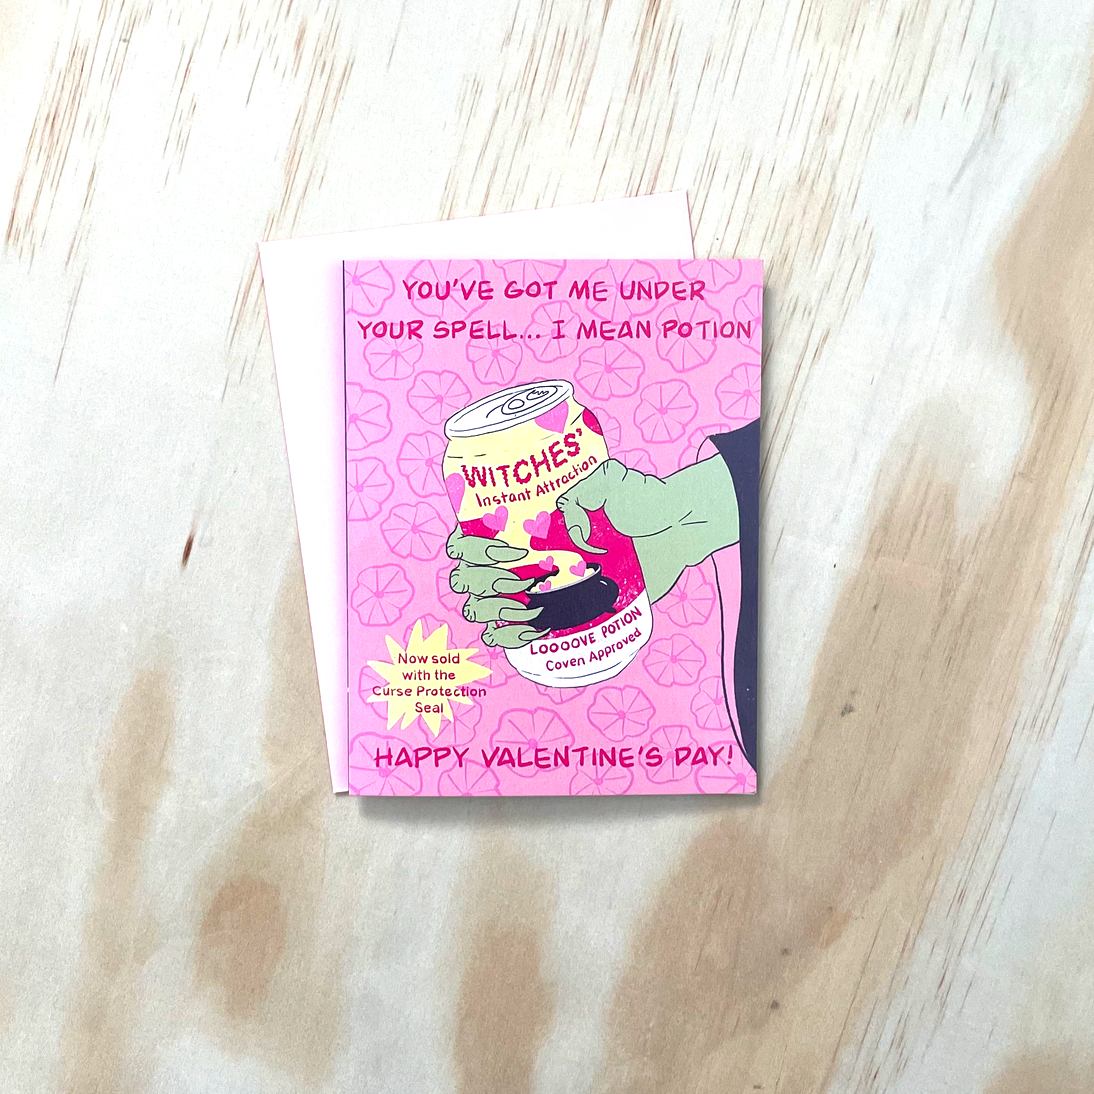 YOU'VE GOT ME UNDER
YOUR SPELL... I MEAN POTION
WITCHES'
Instant Attraction
LOOOOVE POTION
Coven Approved
Now sold
with the
Curse Protection
Seal
HAPPY VALENTINE'S DAY!